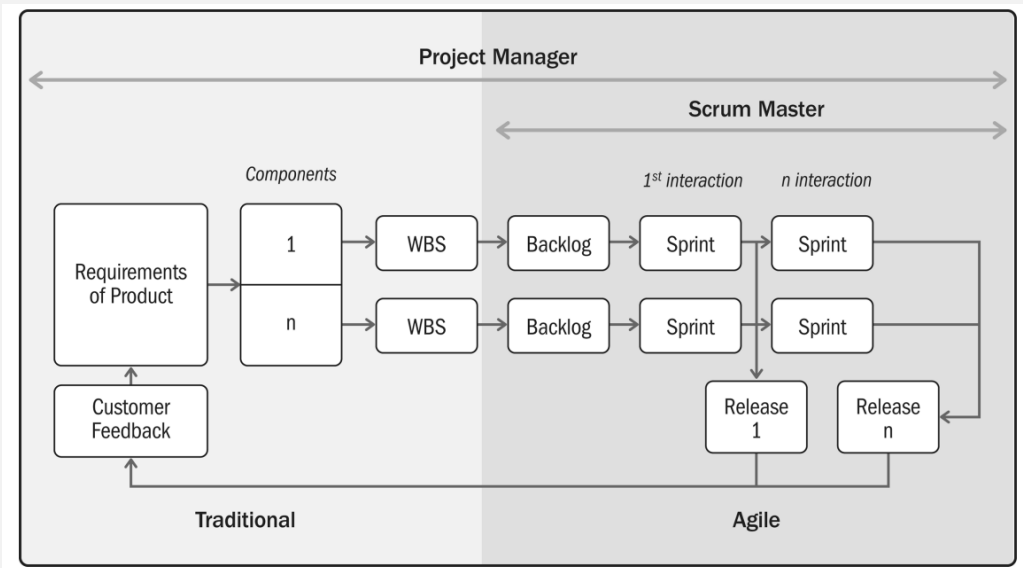 Project Manager
Scrum Master
Components
1st interaction
n interaction
Requirements
of Product
1
WBS
Backlog
Sprint
Sprint
n
WBS
Backlog
Sprint
Sprint
Customer
Feedback
Release
1
Release
n
Traditional
Agile